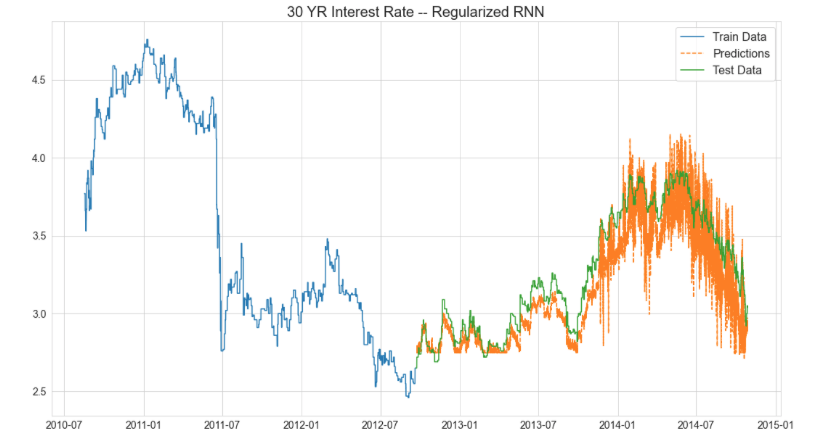 30 YR Interest Rate -- Regularized RNN
Train Data
Predictions
Test Data
4.5
4.0
3.5
3.0
2.5
2010-07 2011-01 2011-07 2012-01 2012-07 2013-01 2013-07 2014-01 2014-07 2015-01